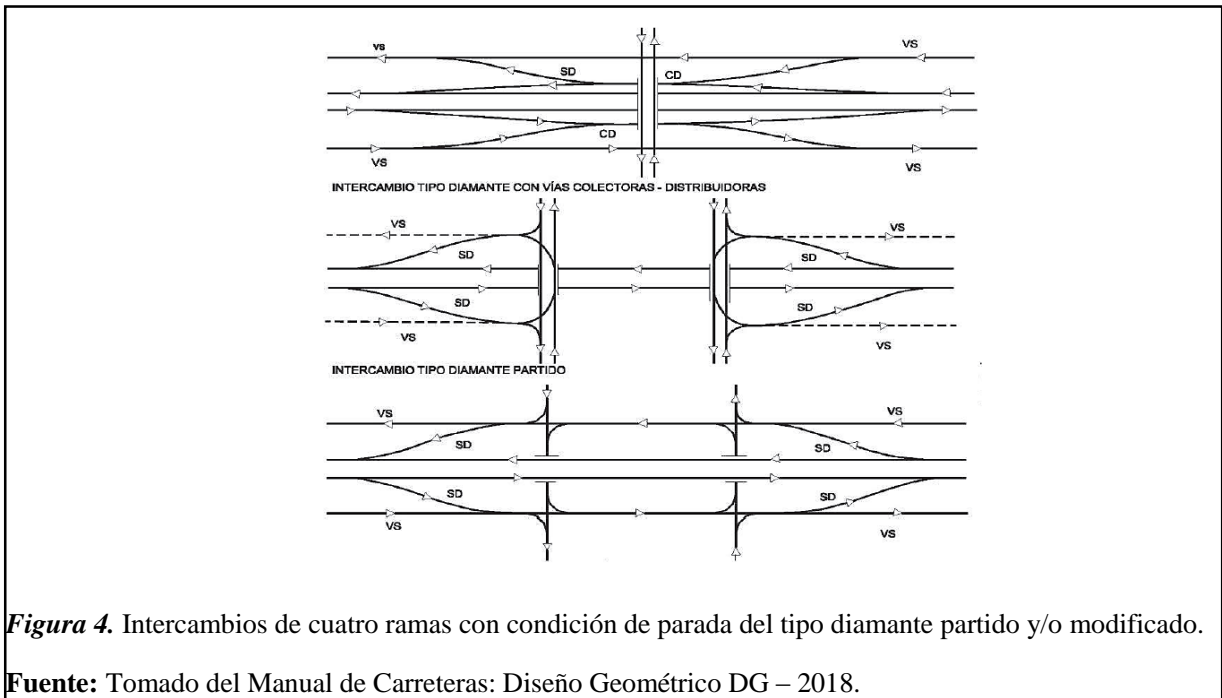 vs
VS
SD
CD
CD
SD
VS
VS
INTERCAMBIO TIPO DIAMANTE CON VÍAS COLECTORAS - DISTRIBUIDORAS
VS
VS
SD
SD
SD
SD
VS
VS
INTERCAMBIO TIPO DIAMANTE PARTIDO
VS
VS
SD
SD
SD
SD
VS
VS
Figura 4. Intercambios de cuatro ramas con condición de parada del tipo diamante partido y/o modificado.
Fuente: Tomado del Manual de Carreteras: Diseño Geométrico DG – 2018.